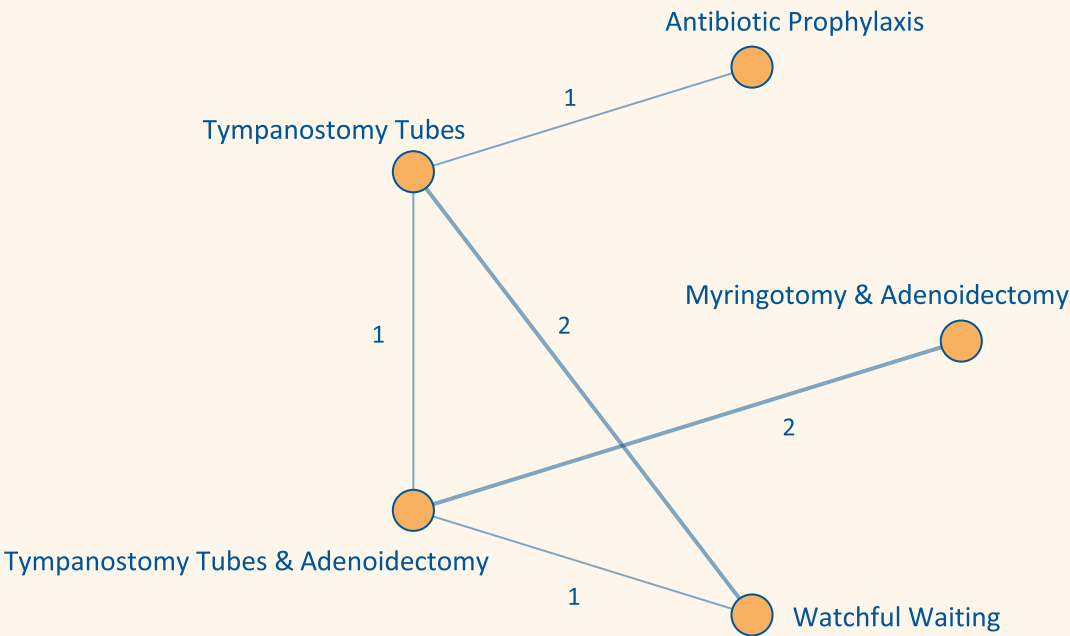 Antibiotic Prophylaxis
1
Tympanostomy Tubes
Myringotomy & Adenoidectomy
2
1
2
Tympanostomy Tubes & Adenoidectomy
1
Watchful Waiting